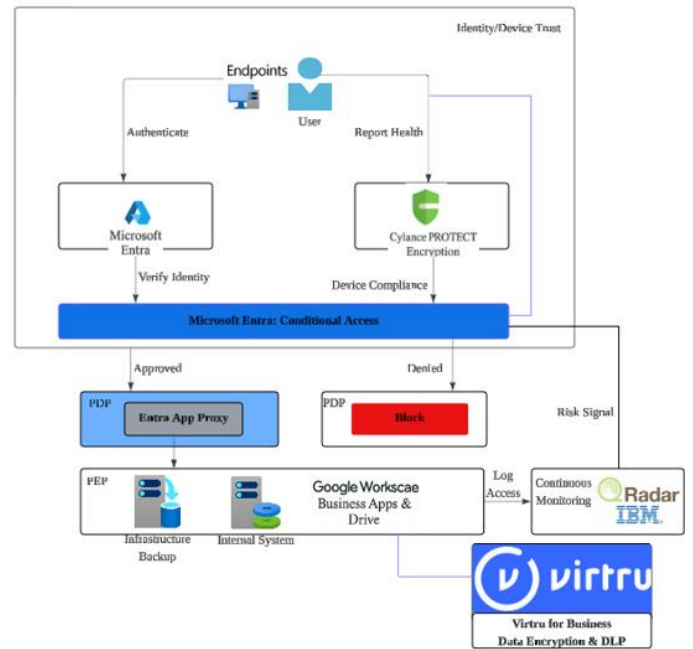 Identity/Device Trust
Endpoints
User
Authenticate
Report Health
Microsoft
Entra
Cylance PROTECT
Encryption
Verify Identity
Device Compliance
Microsoft Entra: Conditional Access
Approved
Denied
PDP
Entra App Proxy
PDP
Block
Risk Signal
PEP
Infrastructure
Backup
Internal System
Google Workscae
Business Apps &
Drive
Log
Access
Continuous
Monitoring
QRadar
IBM.
virtru
Virtru for Business
Data Encryption & DLP